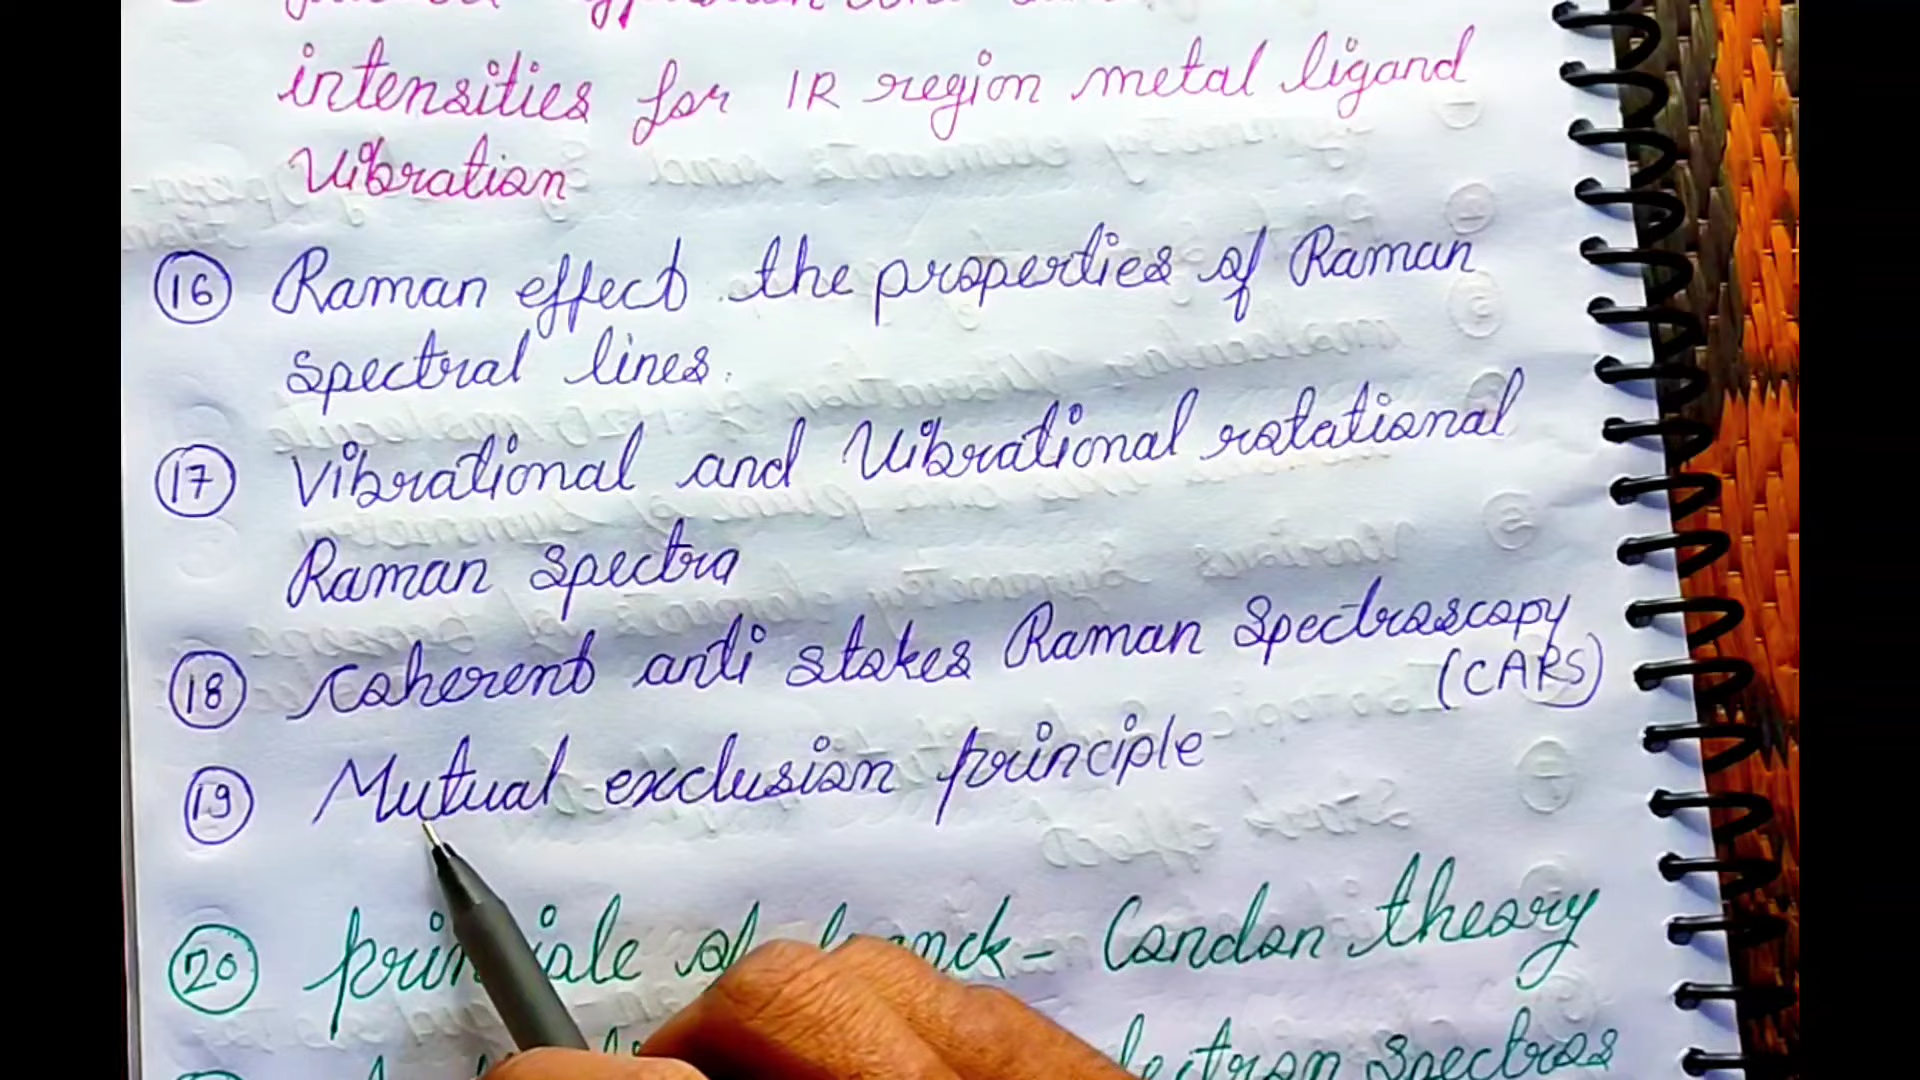 intensities for IR region metal ligand
Vibration
16 Raman effect the properties of Raman
spectral lines.
17 Vibrational and Vibrational rotational
Raman spectra
18 coherent anti stokes Raman Spectroscopy
(CARS)
19 Mutual exclusion principle
20 of Condon theory